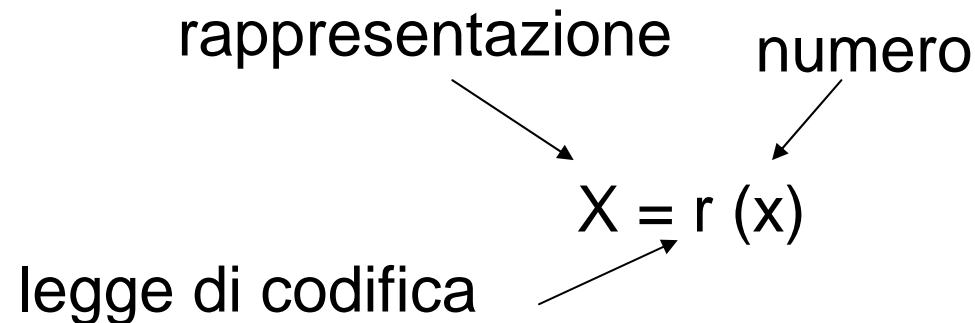 rappresentazione
numero
X = r (x)
legge di codifica